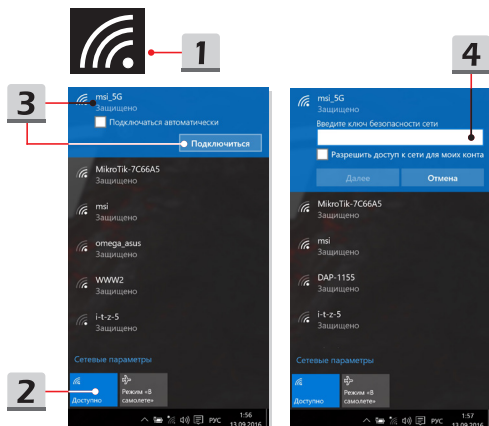 1
3
msi_5G
Защищено
Подключаться автоматически
Подключиться
MikroTik-7C66A5
Защищено
msi
Защищено
omega_asus
Защищено
WWW2
Защищено
i-t-z-5
Защищено
Сетевые параметры
2
Доступно
Режим «В
самолете»
РУС
1:56
13.09.2016
4
msi_5G
Защищено
Введите ключ безопасности сети
Разрешить доступ к сети для моих конта
Далее
Отмена
MikroTik-7C66A5
Защищено
msi
Защищено
DAP-1155
Защищено
i-t-z-5
Защищено
Сетевые параметры
Доступно
Режим «В
самолете»
РУС
1:57
13.09.2016